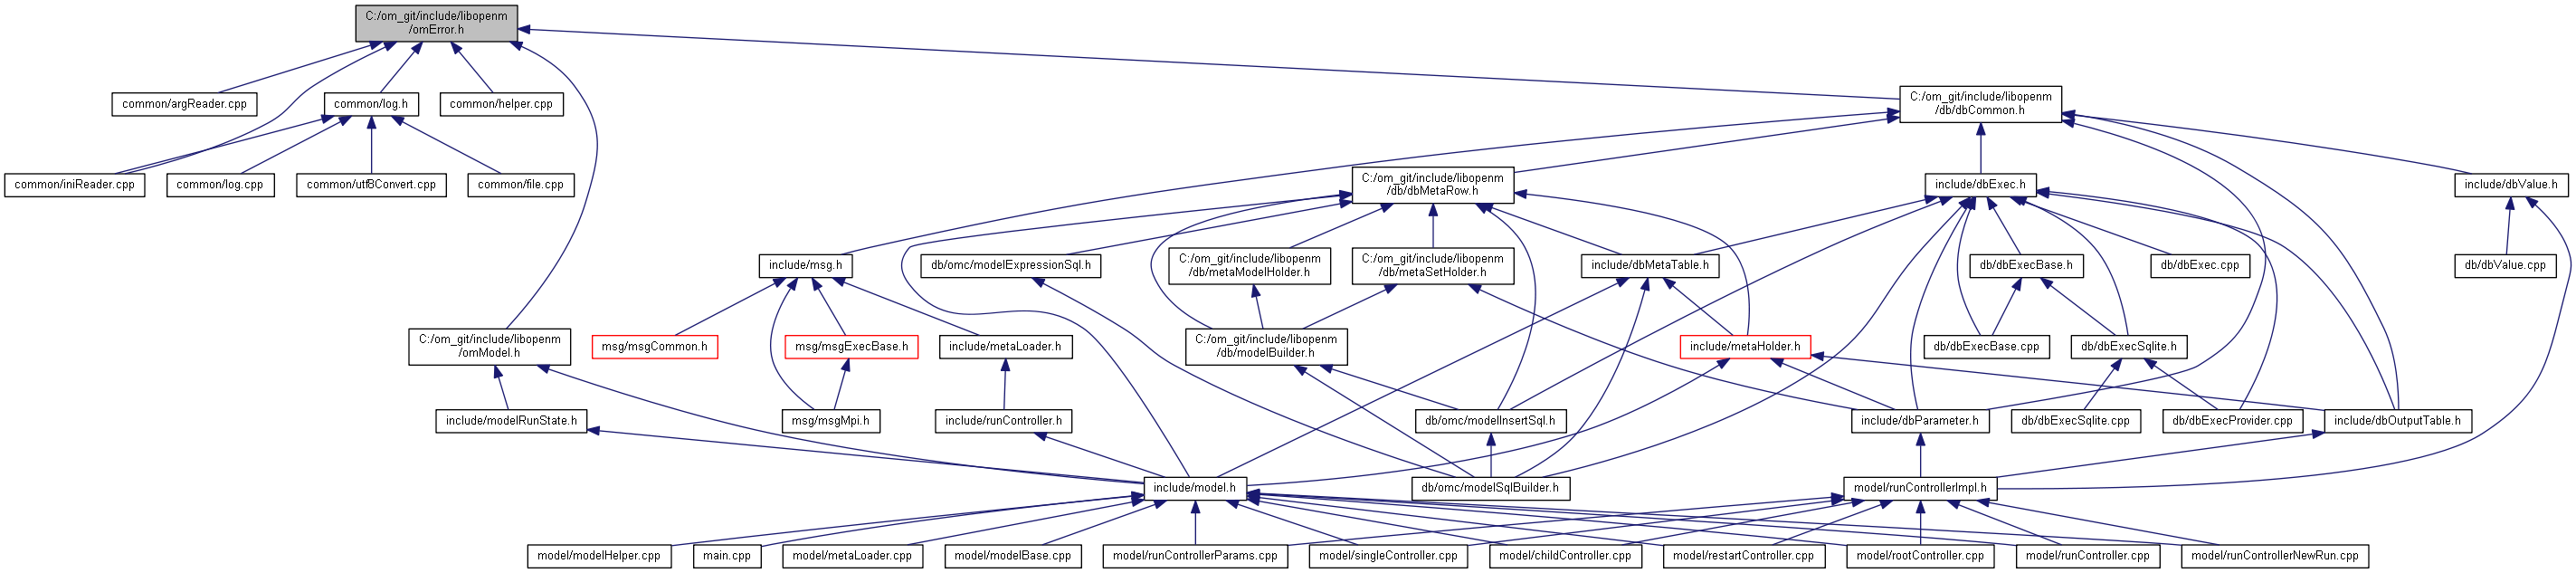 C:/om_git/include/libopenm
/omError.h
common/argReader.cpp
common/log.h
common/helper.cpp
C:/om_git/include/libopenm
/db/dbCommon.h
common/iniReader.cpp
common/log.cpp
common/utf8Convert.cpp
common/file.cpp
C:/om_git/include/libopenm
/db/dbMetaRow.h
include/dbExec.h
include/dbValue.h
include/msg.h
db/omc/modelExpressionSql.h
C:/om_git/include/libopenm
/db/metaModelHolder.h
C:/om_git/include/libopenm
/db/metaSetHolder.h
include/dbMetaTable.h
db/dbExecBase.h
db/dbExec.cpp
db/dbValue.cpp
C:/om_git/include/libopenm
/omModel.h
msg/msgCommon.h
msg/msgExecBase.h
include/metaLoader.h
C:/om_git/include/libopenm
/db/modelBuilder.h
include/metaHolder.h
db/dbExecBase.cpp
db/dbExecSqlite.h
include/modelRunState.h
msg/msgMpi.h
include/runController.h
db/omc/modelInsertSql.h
include/dbParameter.h
db/dbExecSqlite.cpp
db/dbExecProvider.cpp
include/dbOutputTable.h
include/model.h
db/omc/modelSqlBuilder.h
model/runControllerImpl.h
model/modelHelper.cpp
main.cpp
model/metaLoader.cpp
model/modelBase.cpp
model/runControllerParams.cpp
model/singleController.cpp
model/childController.cpp
model/restartController.cpp
model/rootController.cpp
model/runController.cpp
model/runControllerNewRun.cpp